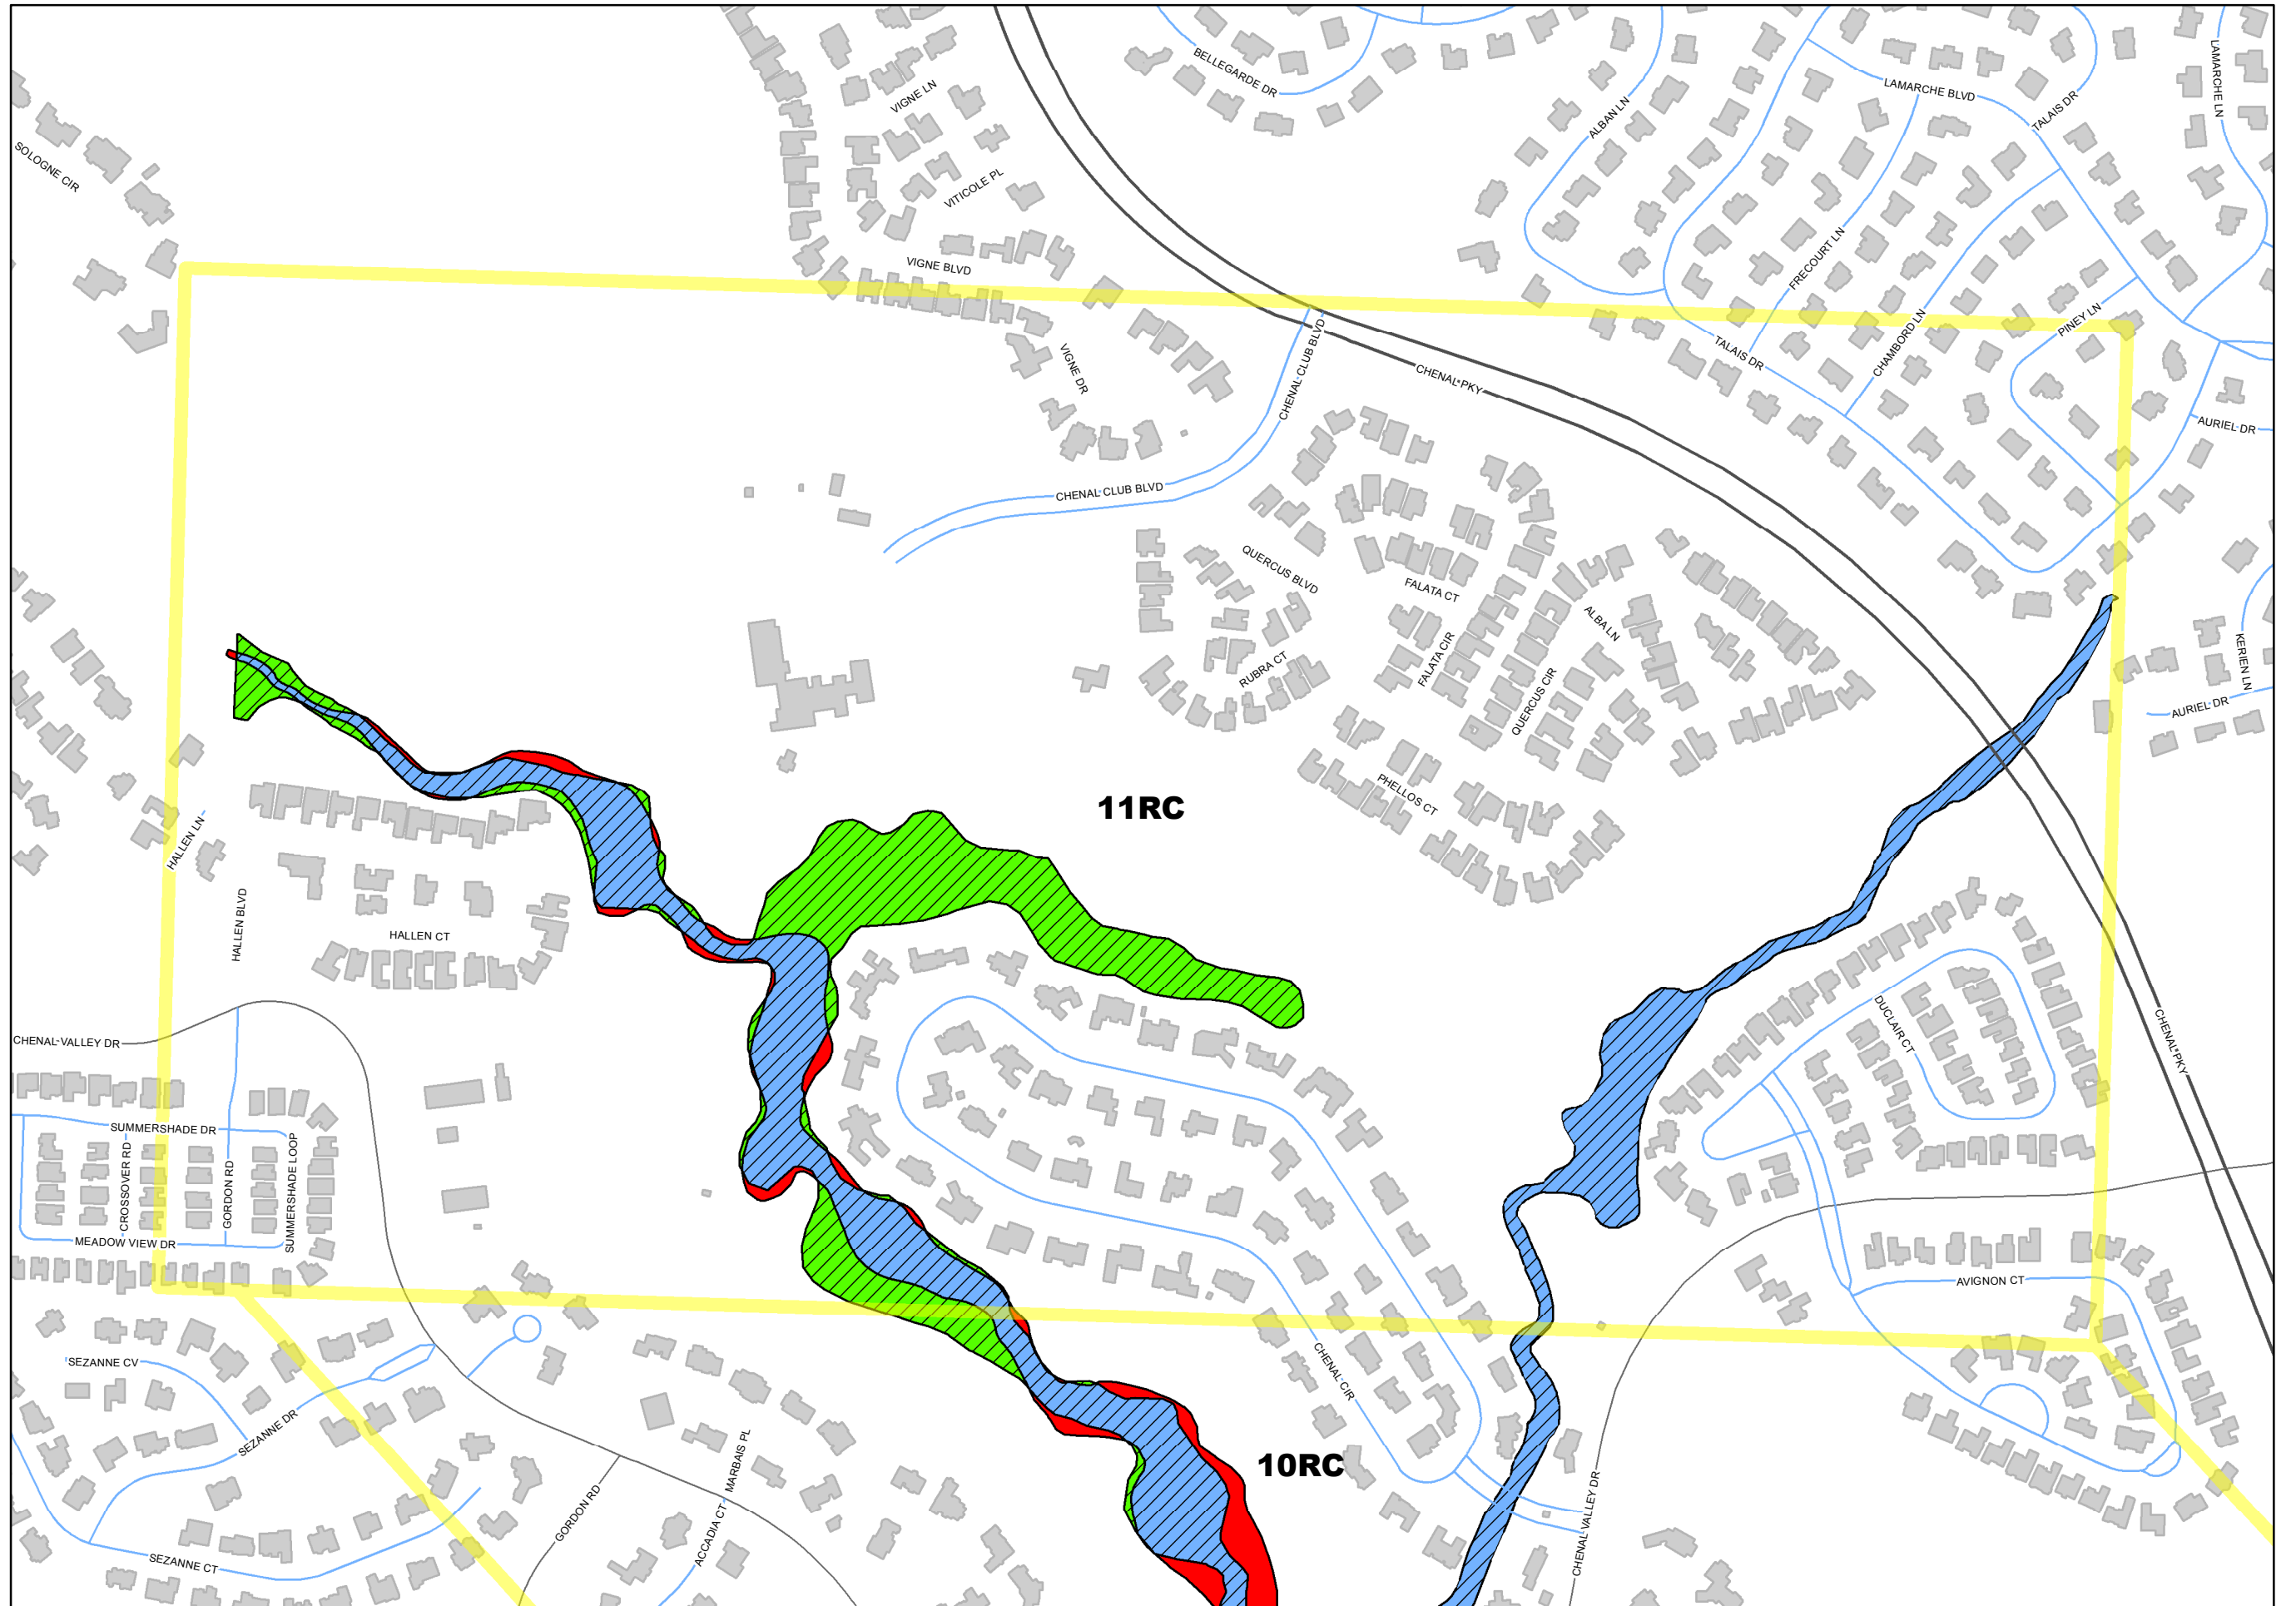 BELLEGARDE DR
LAMARCHE LN
LAMARCHE BLVD
VIGNE LN
TALAIS DR
ALBAN LN
SOLOGNE CIR
VITICOLE PL
VIGNE BLVD
FRECOURT LN
PINEY LN
CHAMBORD LN
TALAIS DR
VIGNE DR
CHENAL CLUB BLVD
CHENAL PKY
AURIEL DR
CHENAL CLUB BLVD
QUERCUS BLVD
FALATA CT
ALBA LN
FALATA CIR
RUBRA CT
KERIEN LN
QUERCUS CIR
AURIEL DR
PHELLOS CT
11RC
HALLEN LN
HALLEN BLVD
HALLEN CT
DUCLAIR CT
CHENAL PKY
CHENAL VALLEY DR
SUMMERSHADE DR
CROSSOVER RD
GORDON RD
SUMMERSHADE LOOP
MEADOW VIEW DR
AVIGNON CT
SEZANNE CV
CHENAL CIR
SEZANNE DR
MARBAIS PL
10RC
GORDON RD
ACCADIA CT
CHENAL VALLEY DR
SEZANNE CT